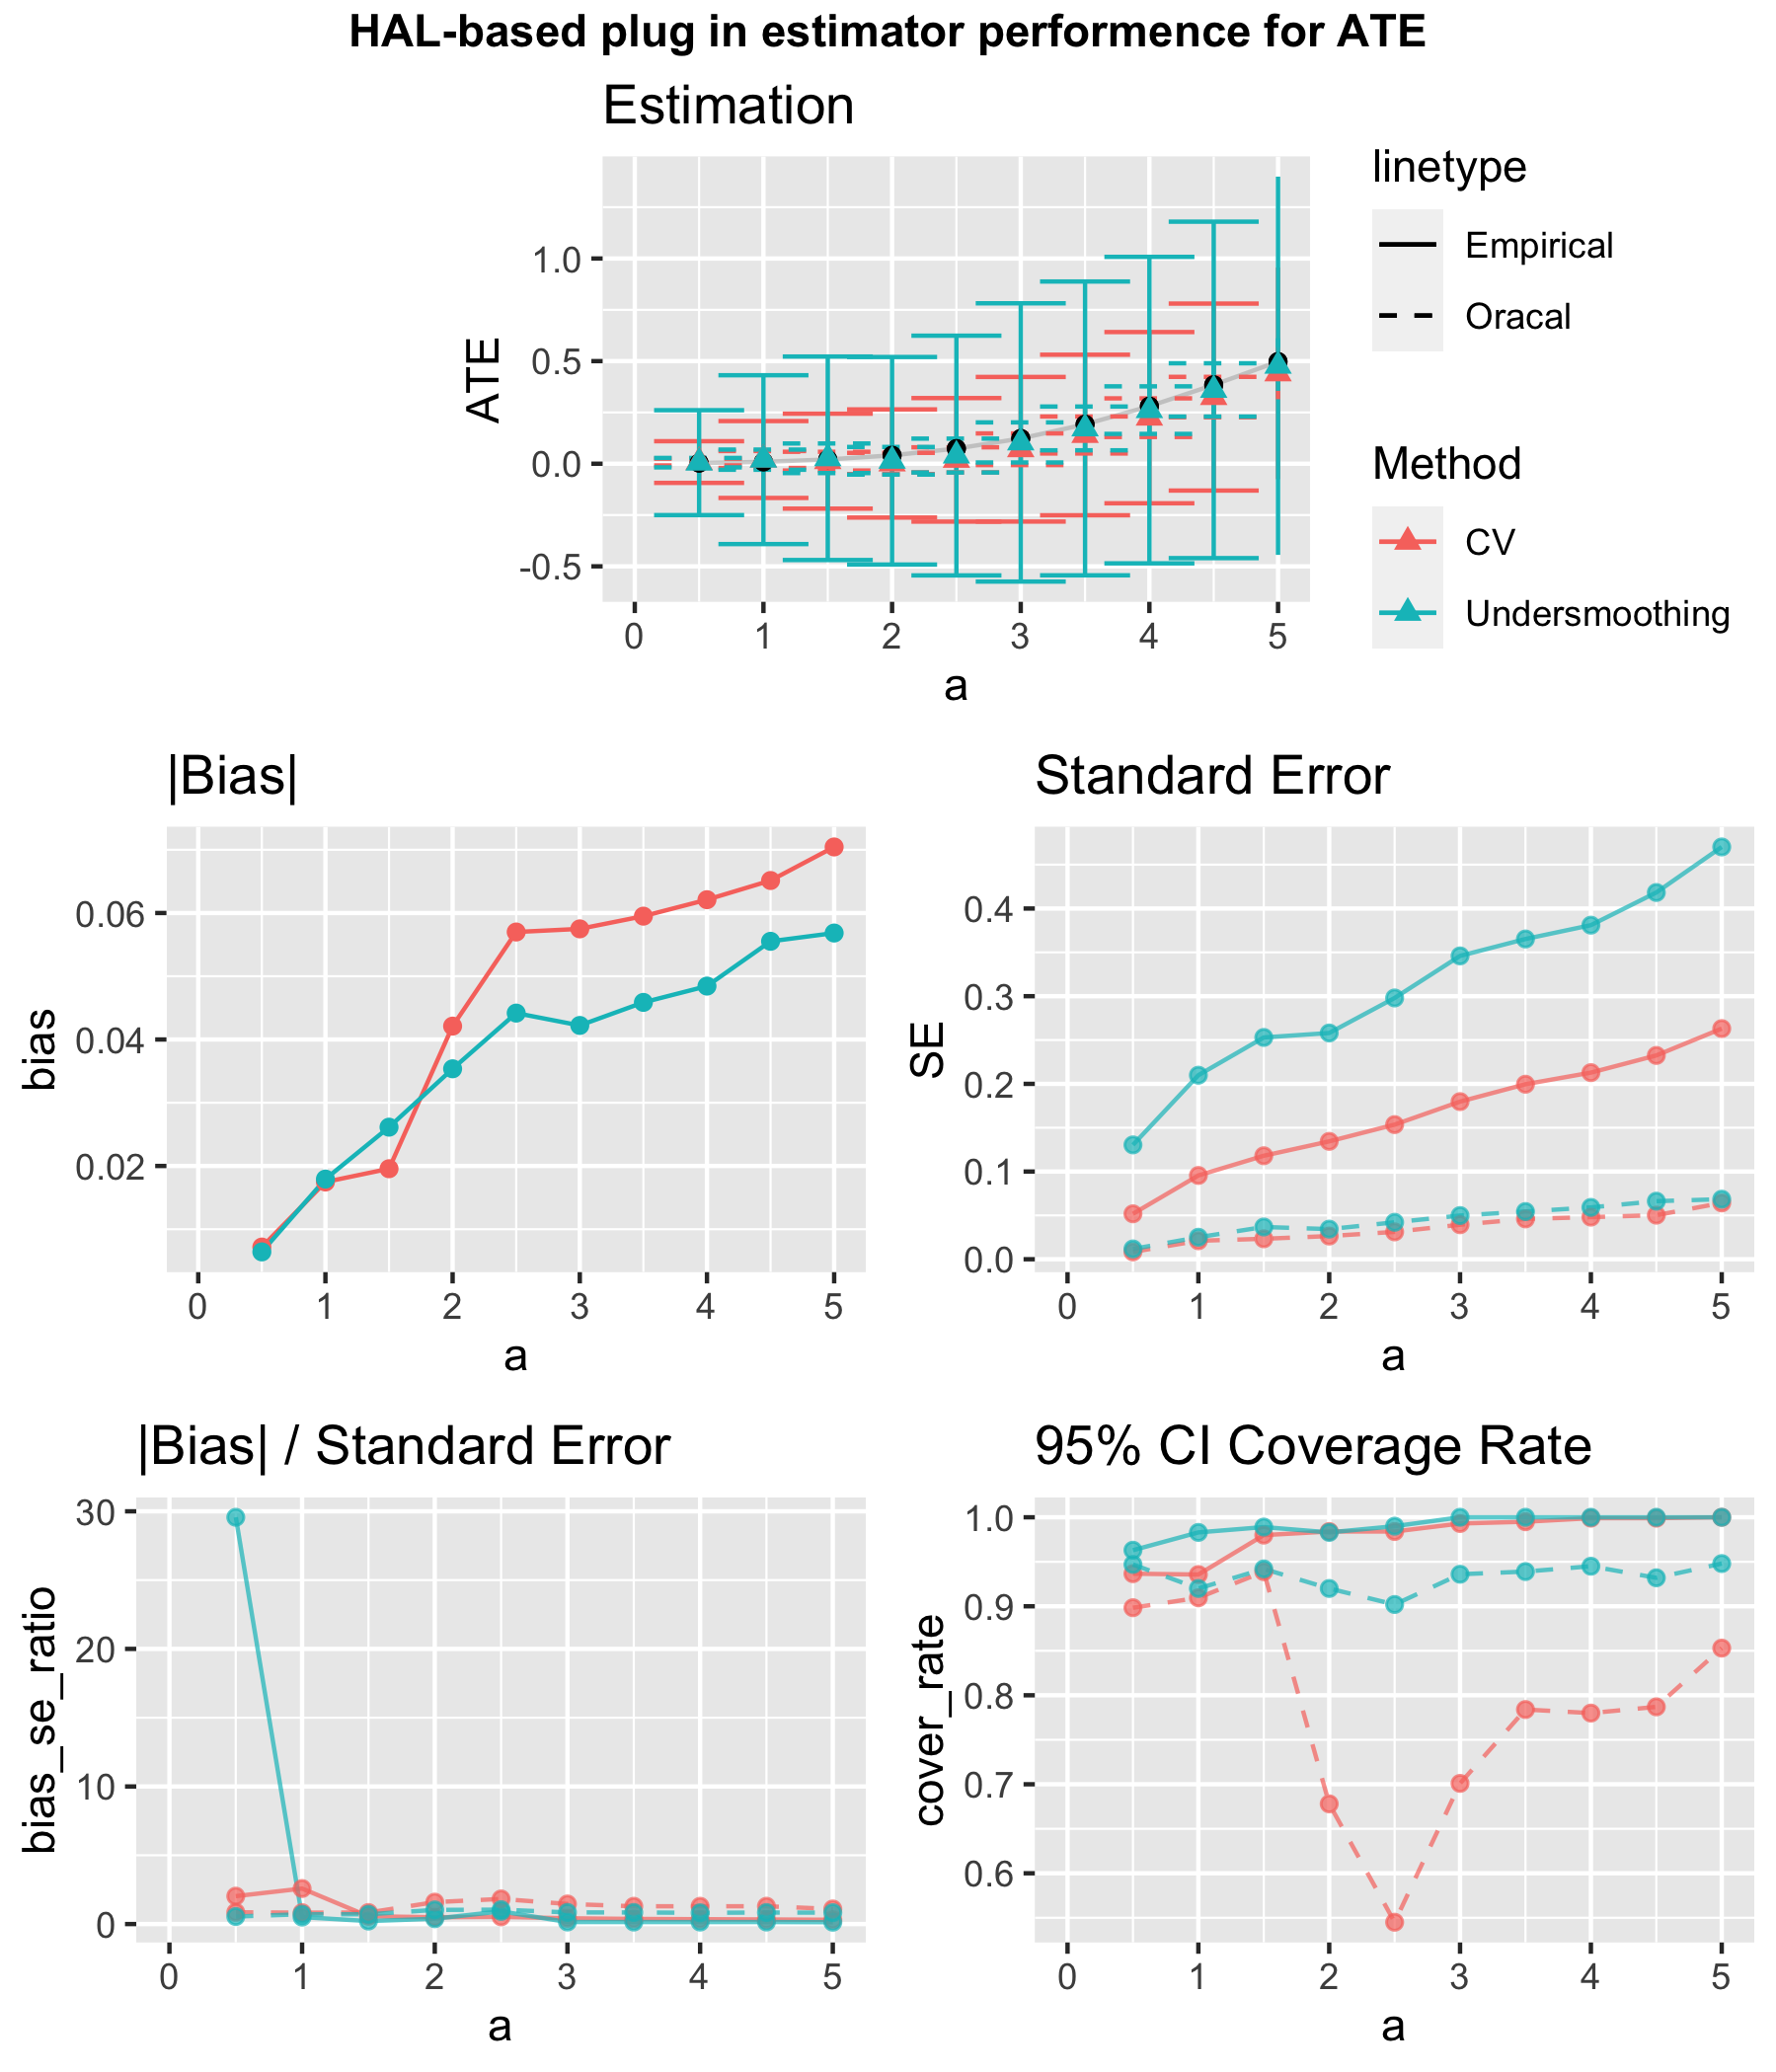 HAL-based plug in estimator performence for ATE
Estimation
ATE
1.0
0.5
0.0
-0.5
0 1 2 3 4 5
a
linetype
Empirical
Oracal
Method
CV
Undersmoothing
|Bias|
bias
0.06
0.04
0.02
0 1 2 3 4 5
a
Standard Error
SE
0.4
0.3
0.2
0.1
0.0
0 1 2 3 4 5
a
|Bias| / Standard Error
bias_se_ratio
30
20
10
0
0 1 2 3 4 5
a
95% CI Coverage Rate
cover_rate
1.0
0.9
0.8
0.7
0.6
0 1 2 3 4 5
a